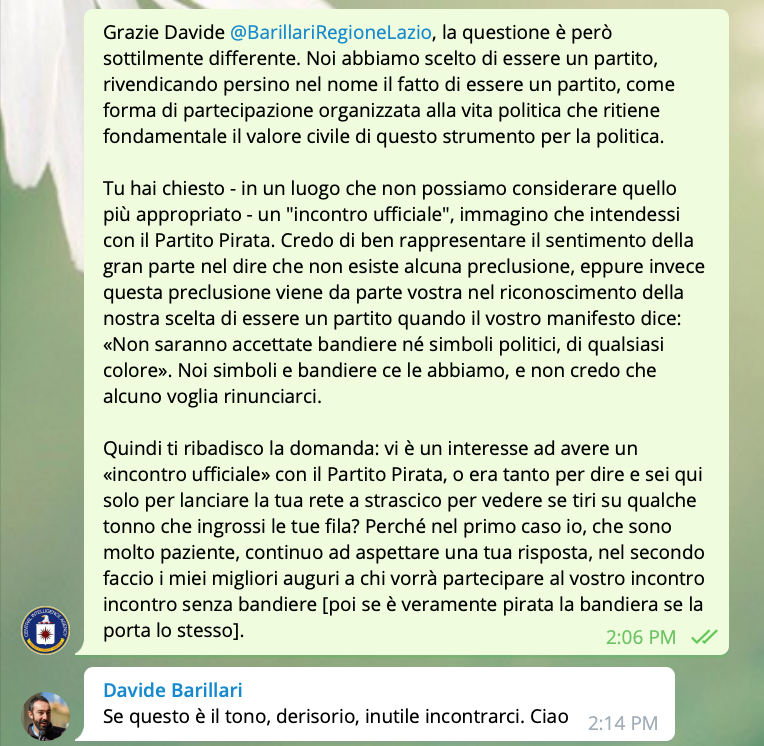 Grazie Davide @BarillariRegioneLazio, la questione è però
sottilmente differente. Noi abbiamo scelto di essere un partito,
rivendicando persino nel nome il fatto di essere un partito, come
forma di partecipazione organizzata alla vita politica che ritiene
fondamentale il valore civile di questo strumento per la politica.
Tu hai chiesto - in un luogo che non possiamo considerare quello
più appropriato - un "incontro ufficiale", immagino che intendessi
con il Partito Pirata. Credo di ben rappresentare il sentimento della
gran parte nel dire che non esiste alcuna preclusione, eppure invece
questa preclusione viene da parte vostra nel riconoscimento della
nostra scelta di essere un partito quando il vostro manifesto dice:
«Non saranno accettate bandiere né simboli politici, di qualsiasi
colore». Noi simboli e bandiere ce le abbiamo, e non credo che
alcuno voglia rinunciarci.
Quindi ti ribadisco la domanda: vi è un interesse ad avere un
«incontro ufficiale» con il Partito Pirata, o era tanto per dire e sei qui
solo per lanciare la tua rete a strascico per vedere se tiri su qualche
tonno che ingrossi le tue fila? Perché nel primo caso io, che sono
molto paziente, continuo ad aspettare una tua risposta, nel secondo
faccio i miei migliori auguri a chi vorrà partecipare al vostro incontro
incontro senza bandiere [poi se è veramente pirata la bandiera se la
porta lo stesso].
2:06 PM
Davide Barillari
Se questo è il tono, derisorio, inutile incontrarci. Ciao
2:14 PM